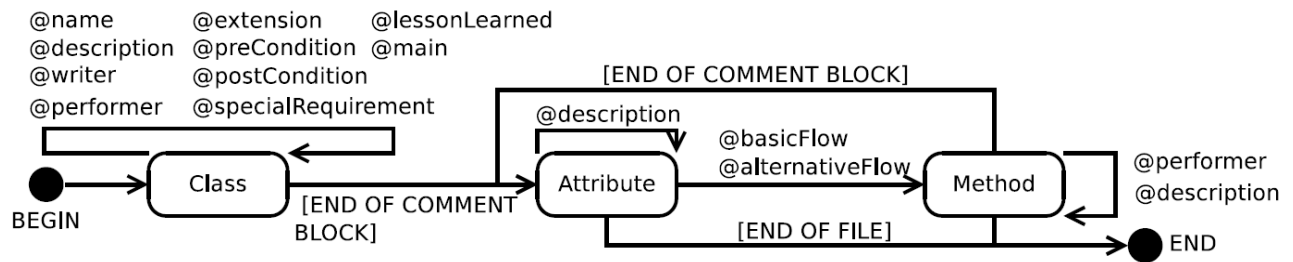 @name @extension @lessonLearned
@description @preCondition @main
@writer @postCondition
@performer @specialRequirement
[END OF COMMENT BLOCK]
@description
@basicFlow
@alternativeFlow
Class
Attribute
Method
@performer
@description
BEGIN
[END OF COMMENT
BLOCK]
[END OF FILE]
END